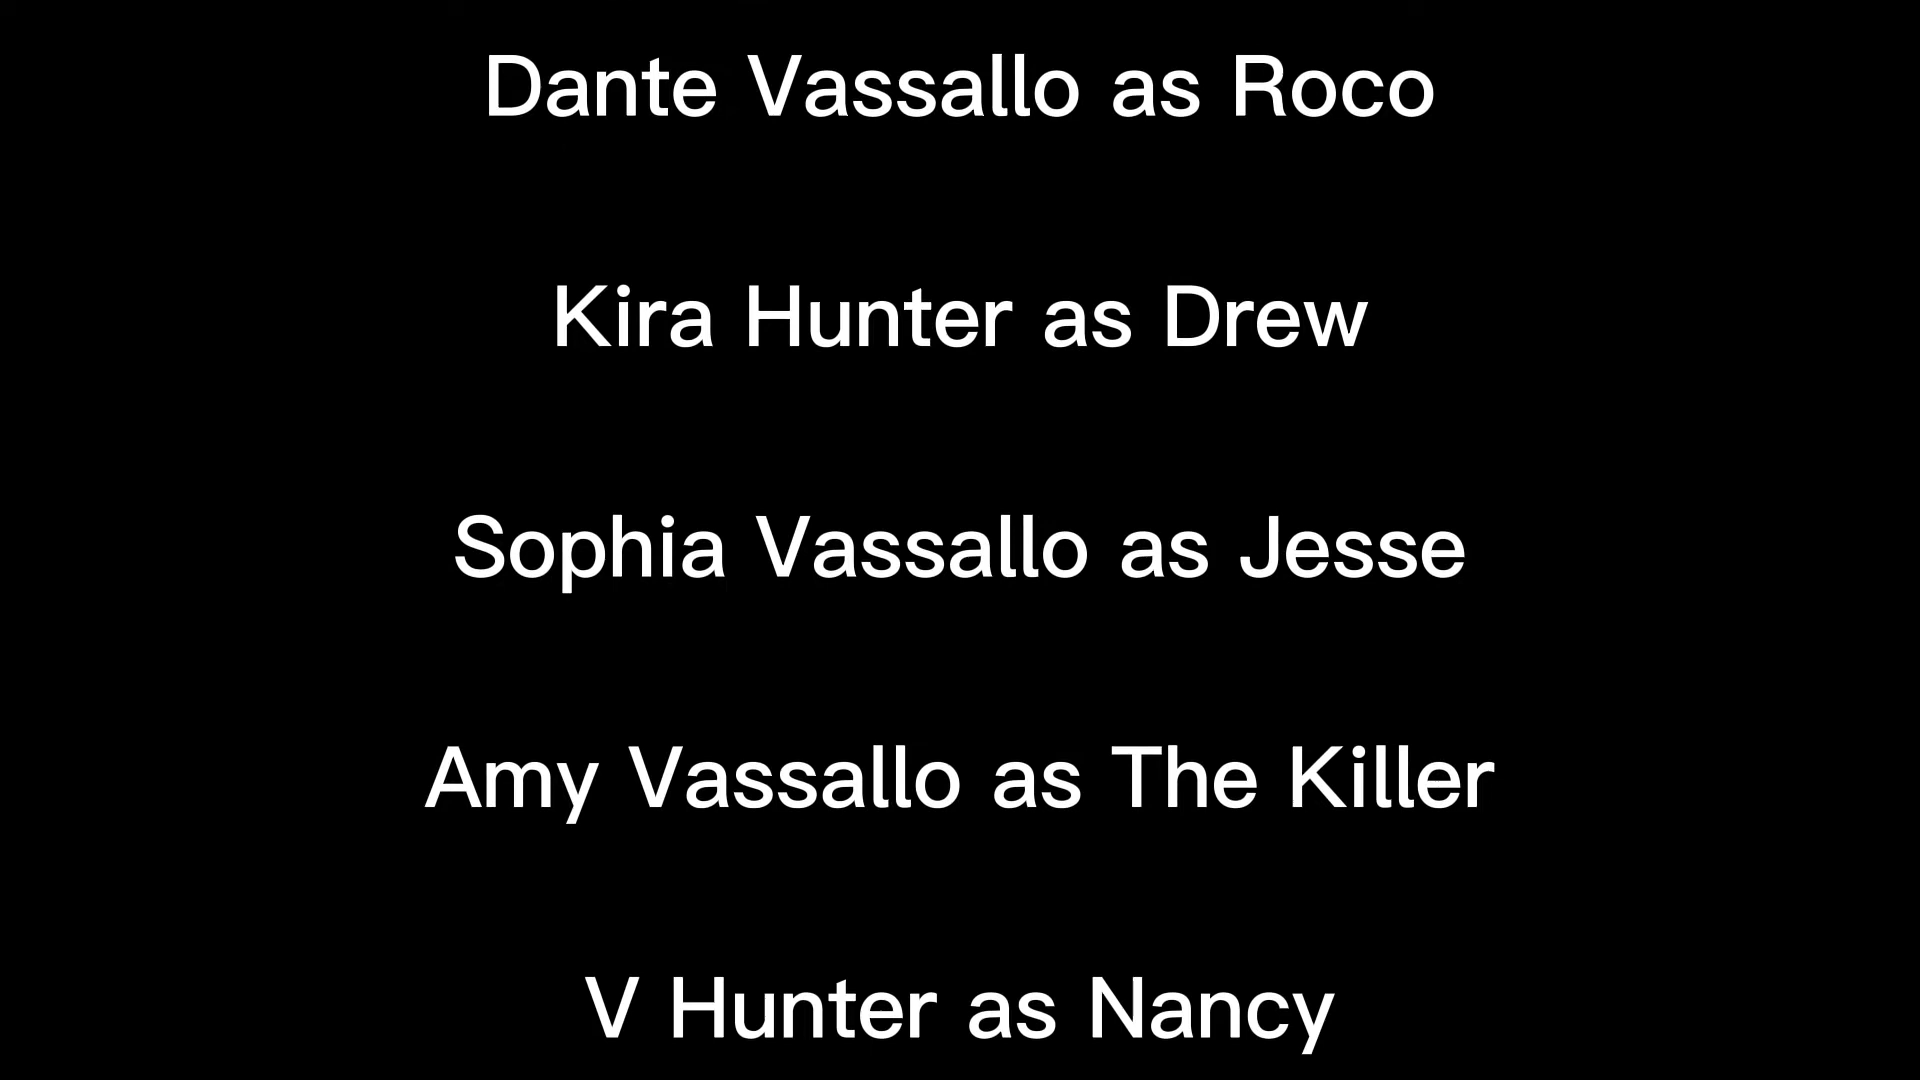 Dante Vassallo as Roco
Kira Hunter as Drew
Sophia Vassallo as Jesse
Amy Vassallo as The Killer
V Hunter as Nancy